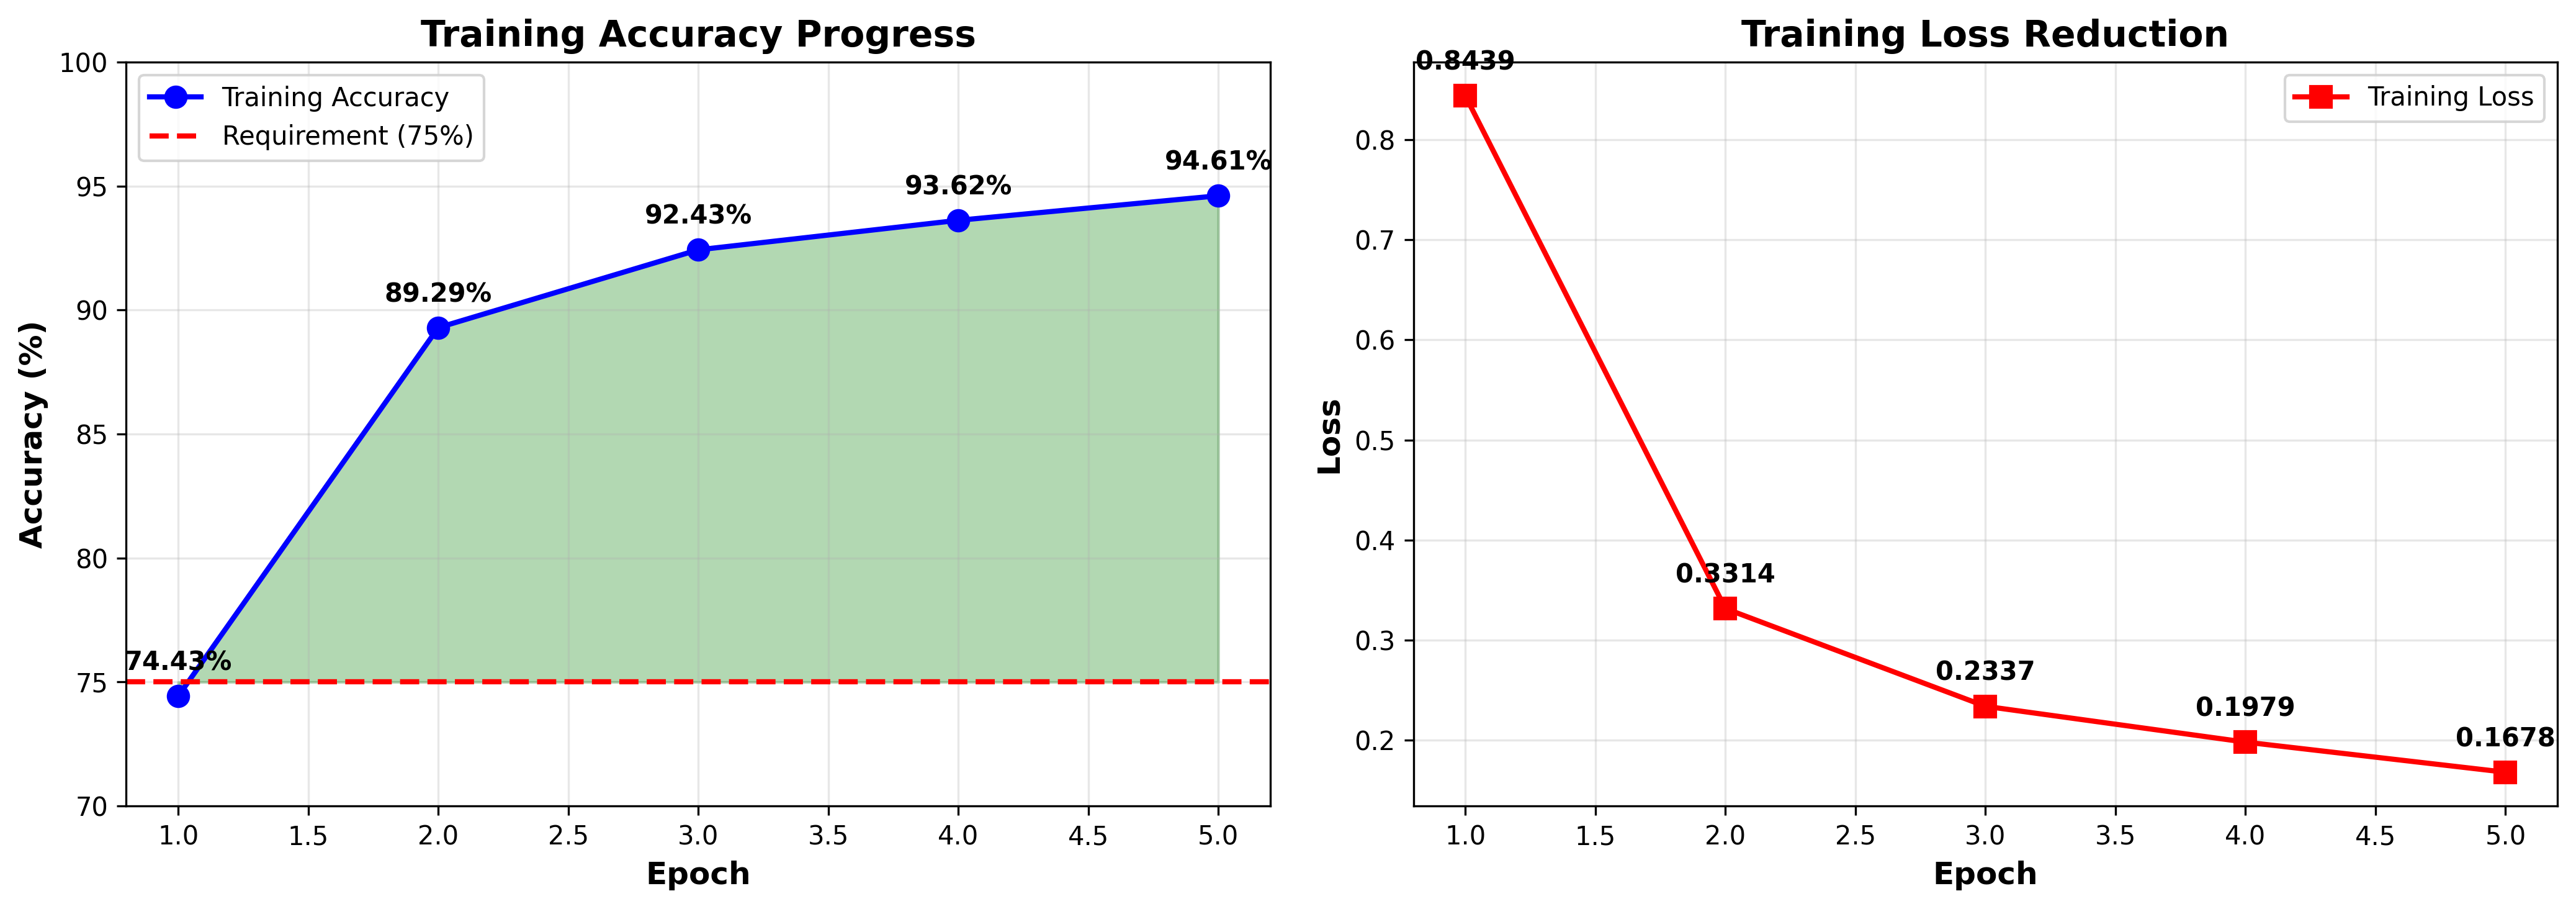 Training Accuracy Progress
Training Accuracy
Requirement (75%)
Accuracy (%)
100
95
90
85
80
75
70
74.43%
89.29%
92.43%
93.62%
94.61%
1.0 1.5 2.0 2.5 3.0 3.5 4.0 4.5 5.0
Epoch
Training Loss Reduction
Training Loss
Loss
0.8
0.7
0.6
0.5
0.4
0.3
0.2
0.8439
0.3314
0.2337
0.1979
0.1678
1.0 1.5 2.0 2.5 3.0 3.5 4.0 4.5 5.0
Epoch